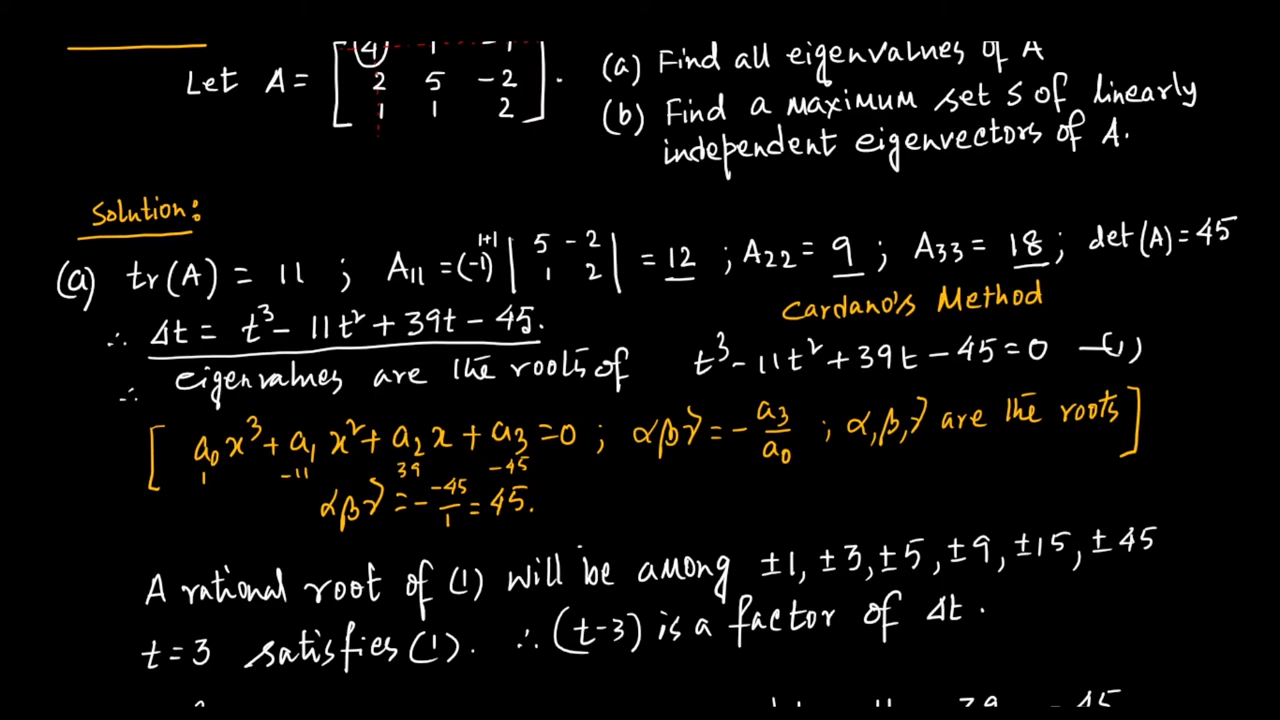 Let A = [ 4 1 -1
2 5 -2
1 1 2 ] .
(a) Find all eigenvalues of A
(b) Find a maximum set S of linearly
independent eigenvectors of A.
Solution:
(a) tr(A) = 11 ; A₁₁ = (-1)¹⁺¹ | 5 -2 ; 1 2 | = 12 ; A₂₂ = 9 ; A₃₃ = 18 ; det(A) = 45
∴ Δt = t³ - 11t² + 39t - 45.
Cardano's Method
∴ eigenvalues are the roots of t³ - 11t² + 39t - 45 = 0 —(1)
[ a₀x³ + a₁x² + a₂x + a₃ = 0 ; αβγ = - a₃/a₀ ; α,β,γ are the roots ]
1 -11 39 -45
αβγ = - -45/1 = 45.
A rational root of (1) will be among ±1, ±3, ±5, ±9, ±15, ±45
t = 3 satisfies (1). ∴ (t-3) is a factor of Δt.